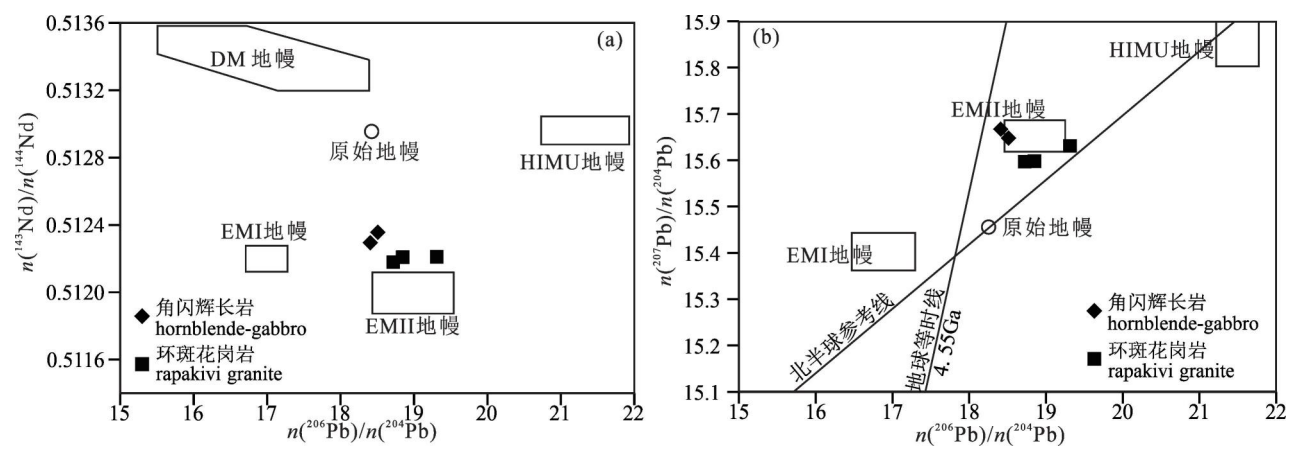 (a)
0.5136
0.5132
0.5128
0.5124
0.5120
0.5116
n(¹⁴³Nd)/n(¹⁴⁴Nd)
DM 地幔
原始地幔
HIMU地幔
EMI地幔
EMII地幔
角闪辉长岩
hornblende-gabbro
环斑花岗岩
rapakivi granite
15
17
19
20
21
22
n(²⁰⁶Pb)/n(²⁰⁴Pb)
(b)
15.9
15.8
15.7
15.6
15.5
15.4
15.3
15.2
15.1
n(²⁰⁷Pb)/n(²⁰⁴Pb)
HIMU地幔
EMII地幔
原始地幔
EMI地幔
北半球参考线
地球等时线
4. 55Ga
角闪辉长岩
hornblende-gabbro
环斑花岗岩
rapakivi granite
15
16
17
18
19
20
21
22
n(²⁰⁶Pb)/n(²⁰⁴Pb)